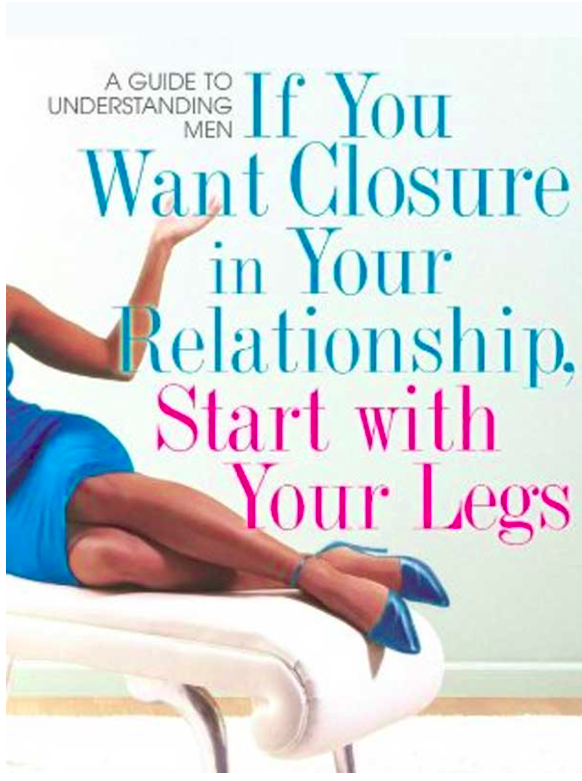 A GUIDE TO
UNDERSTANDING
MEN
If You
Want Closure
in Your
Relationship,
Start with
Your Legs